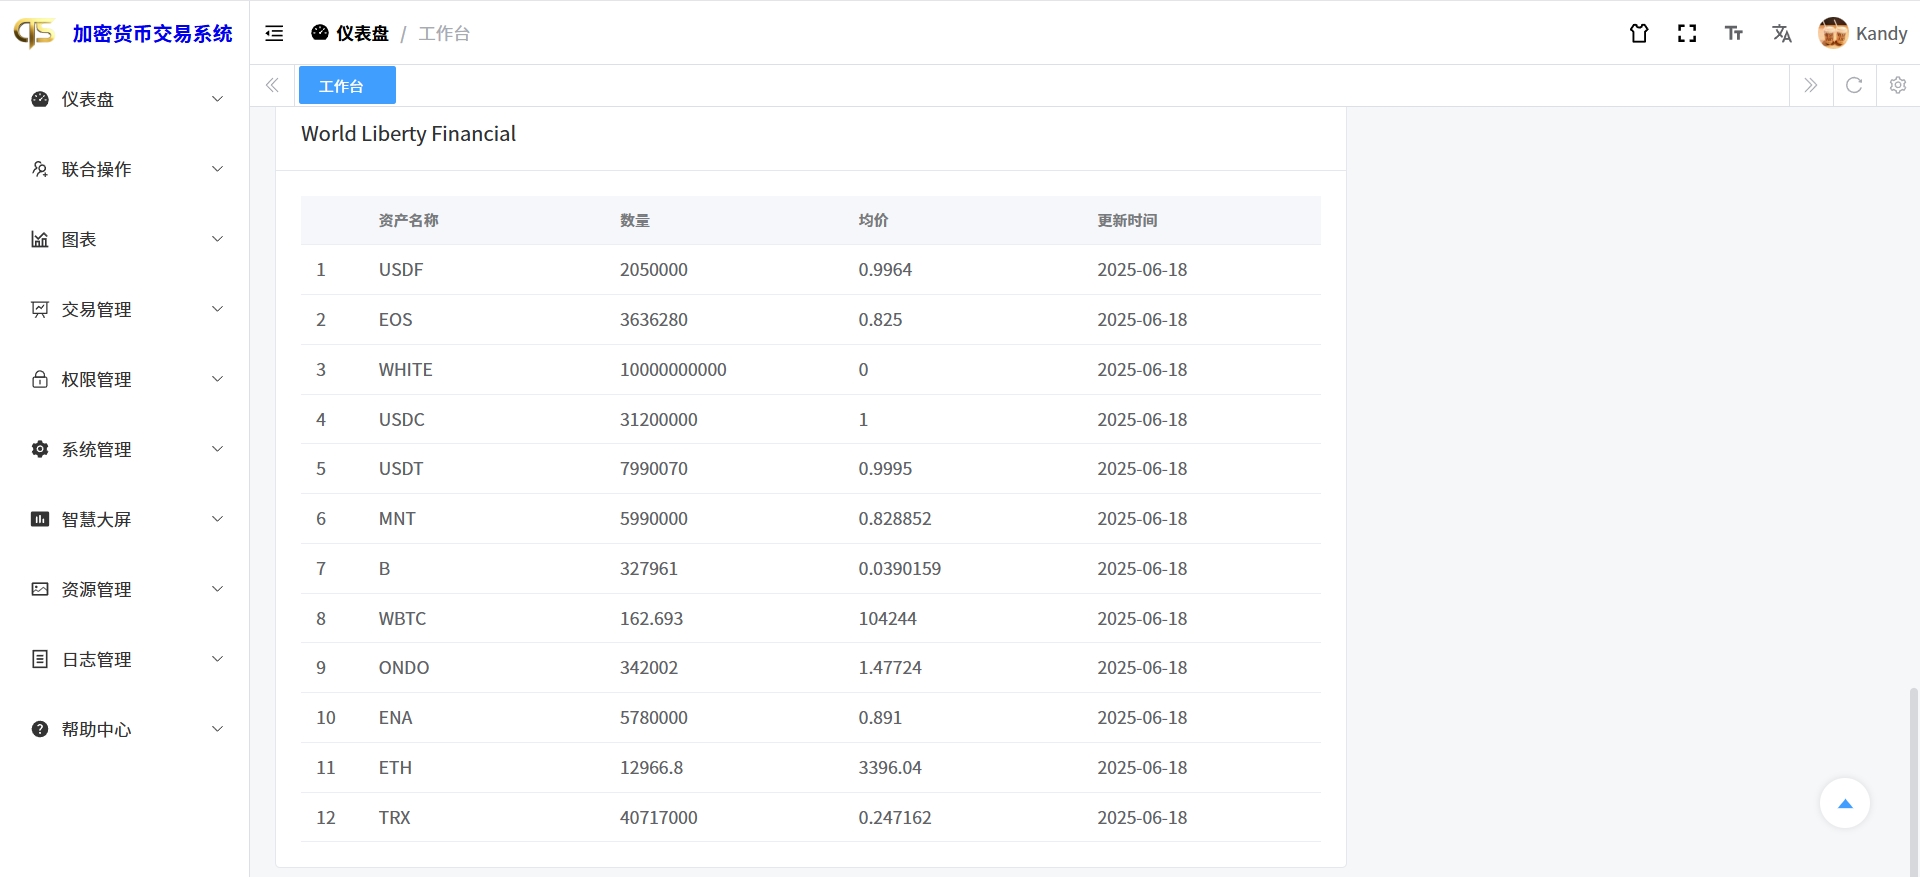 加密货币交易系统
仪表盘 / 工作台
Kandy
工作台
仪表盘
联合操作
图表
交易管理
权限管理
系统管理
智慧大屏
资源管理
日志管理
帮助中心
World Liberty Financial
资产名称 数量 均价 更新时间
1 USDF 2050000 0.9964 2025-06-18
2 EOS 3636280 0.825 2025-06-18
3 WHITE 10000000000 0 2025-06-18
4 USDC 31200000 1 2025-06-18
5 USDT 7990070 0.9995 2025-06-18
6 MNT 5990000 0.828852 2025-06-18
7 B 327961 0.0390159 2025-06-18
8 WBTC 162.693 104244 2025-06-18
9 ONDO 342002 1.47724 2025-06-18
10 ENA 5780000 0.891 2025-06-18
11 ETH 12966.8 3396.04 2025-06-18
12 TRX 40717000 0.247162 2025-06-18